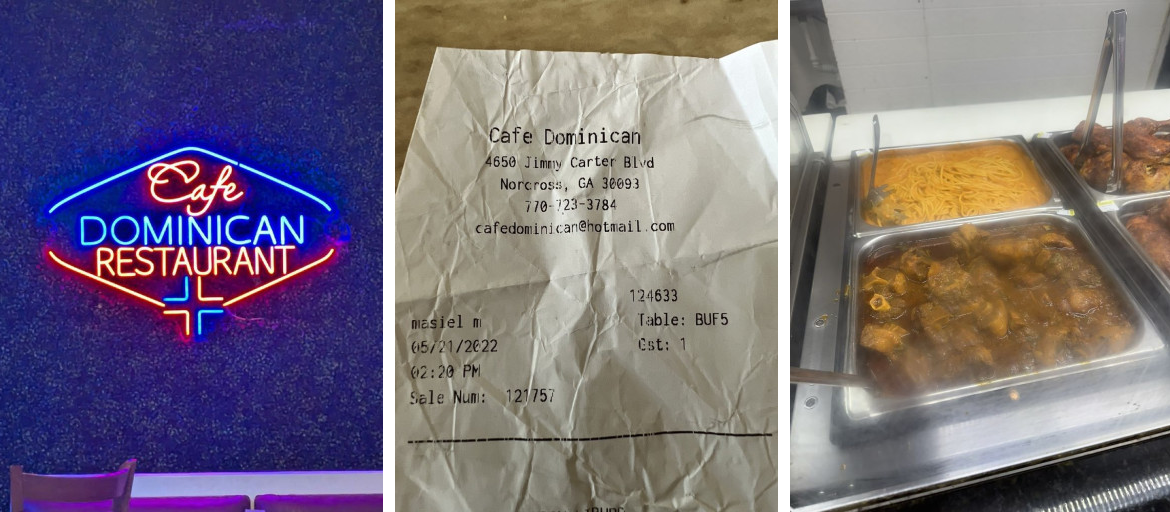 Cafe
DOMINICAN
RESTAURANT
Cafe Dominican
4650 Jimmy Carter Blvd
Norcross, GA 30093
770-723-3784
cafedominican@hotmail.com
124633
masiel m
Table: BUF5
05/21/2022
Gst: 1
02:20 PM
Sale Num: 121757